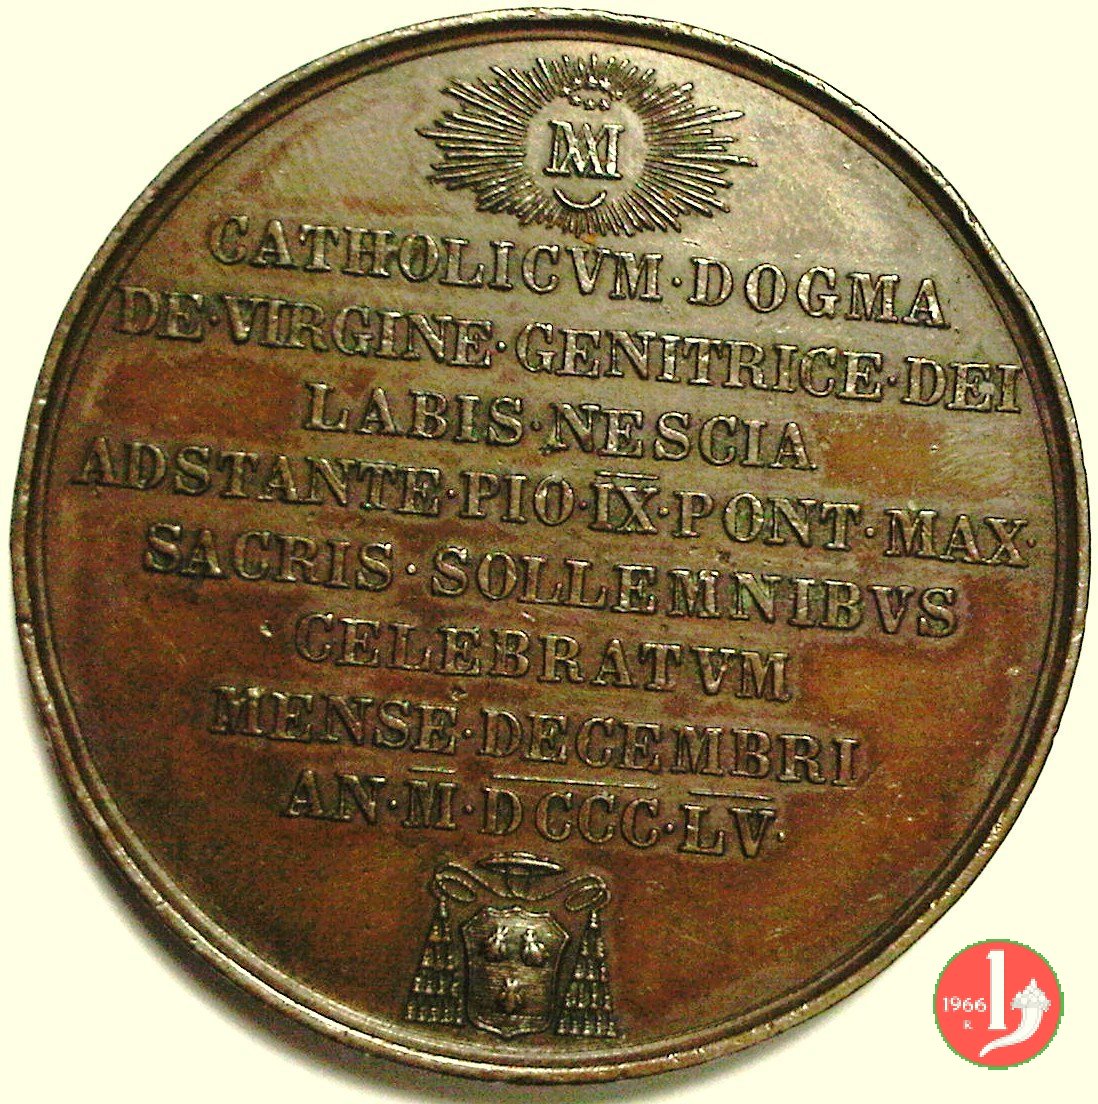 MA
CATHOLICVM·DOGMA
DE·VIRGINE·GENITRICE·DEI
LABIS·NESCIA
ADSTANTE·PIO·IX·PONT·MAX·
SACRIS·SOLLEMNIBVS
CELEBRATVM
MENSE·DECEMBRI
AN·M·DCCC·LV·
1966
R